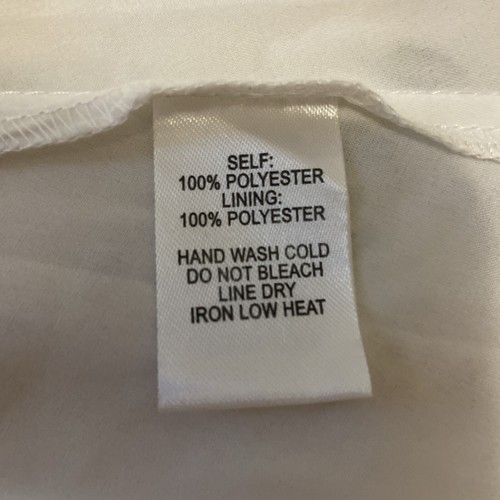 SELF:
100% POLYESTER
LINING:
100% POLYESTER
HAND WASH COLD
DO NOT BLEACH
LINE DRY
IRON LOW HEAT